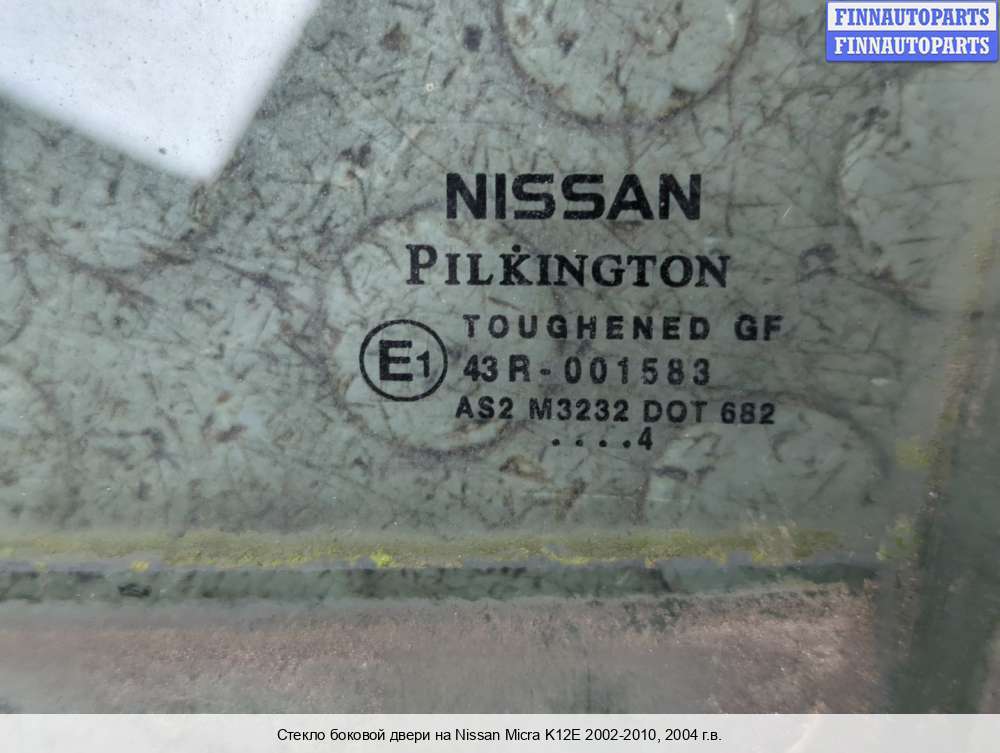 FINNAUTOPARTS
FINNAUTOPARTS
NISSAN
PILKINGTON
TOUGHENED GF
E1
43R-001583
AS2 M3232 DOT 682
....4
Стекло боковой двери на Nissan Micra K12E 2002-2010, 2004 г.в.